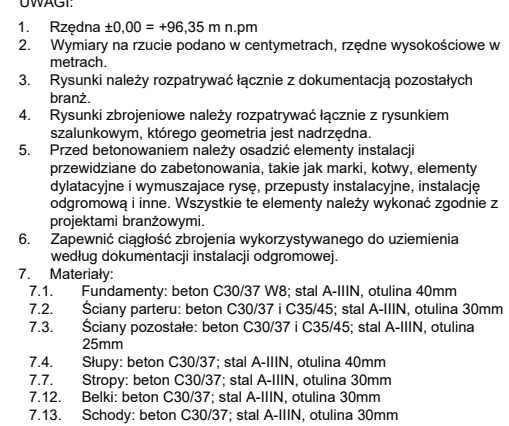 UWAGI:
1. Rzędna ±0,00 = +96,35 m n.pm
2. Wymiary na rzucie podano w centymetrach, rzędne wysokościowe w
metrach.
3. Rysunki należy rozpatrywać łącznie z dokumentacją pozostałych
branż.
4. Rysunki zbrojeniowe należy rozpatrywać łącznie z rysunkiem
szalunkowym, którego geometria jest nadrzędna.
5. Przed betonowaniem należy osadzić elementy instalacji
przewidziane do zabetonowania, takie jak marki, kotwy, elementy
dylatacyjne i wymuszajace rysę, przepusty instalacyjne, instalację
odgromową i inne. Wszystkie te elementy należy wykonać zgodnie z
projektami branżowymi.
6. Zapewnić ciągłość zbrojenia wykorzystywanego do uziemienia
według dokumentacji instalacji odgromowej.
7. Materiały:
7.1. Fundamenty: beton C30/37 W8; stal A-IIIN, otulina 40mm
7.2. Ściany parteru: beton C30/37 i C35/45; stal A-IIIN, otulina 30mm
7.3. Ściany pozostałe: beton C30/37 i C35/45; stal A-IIIN, otulina
25mm
7.4. Słupy: beton C30/37; stal A-IIIN, otulina 40mm
7.7. Stropy: beton C30/37; stal A-IIIN, otulina 30mm
7.12. Belki: beton C30/37; stal A-IIIN, otulina 30mm
7.13. Schody: beton C30/37; stal A-IIIN, otulina 30mm